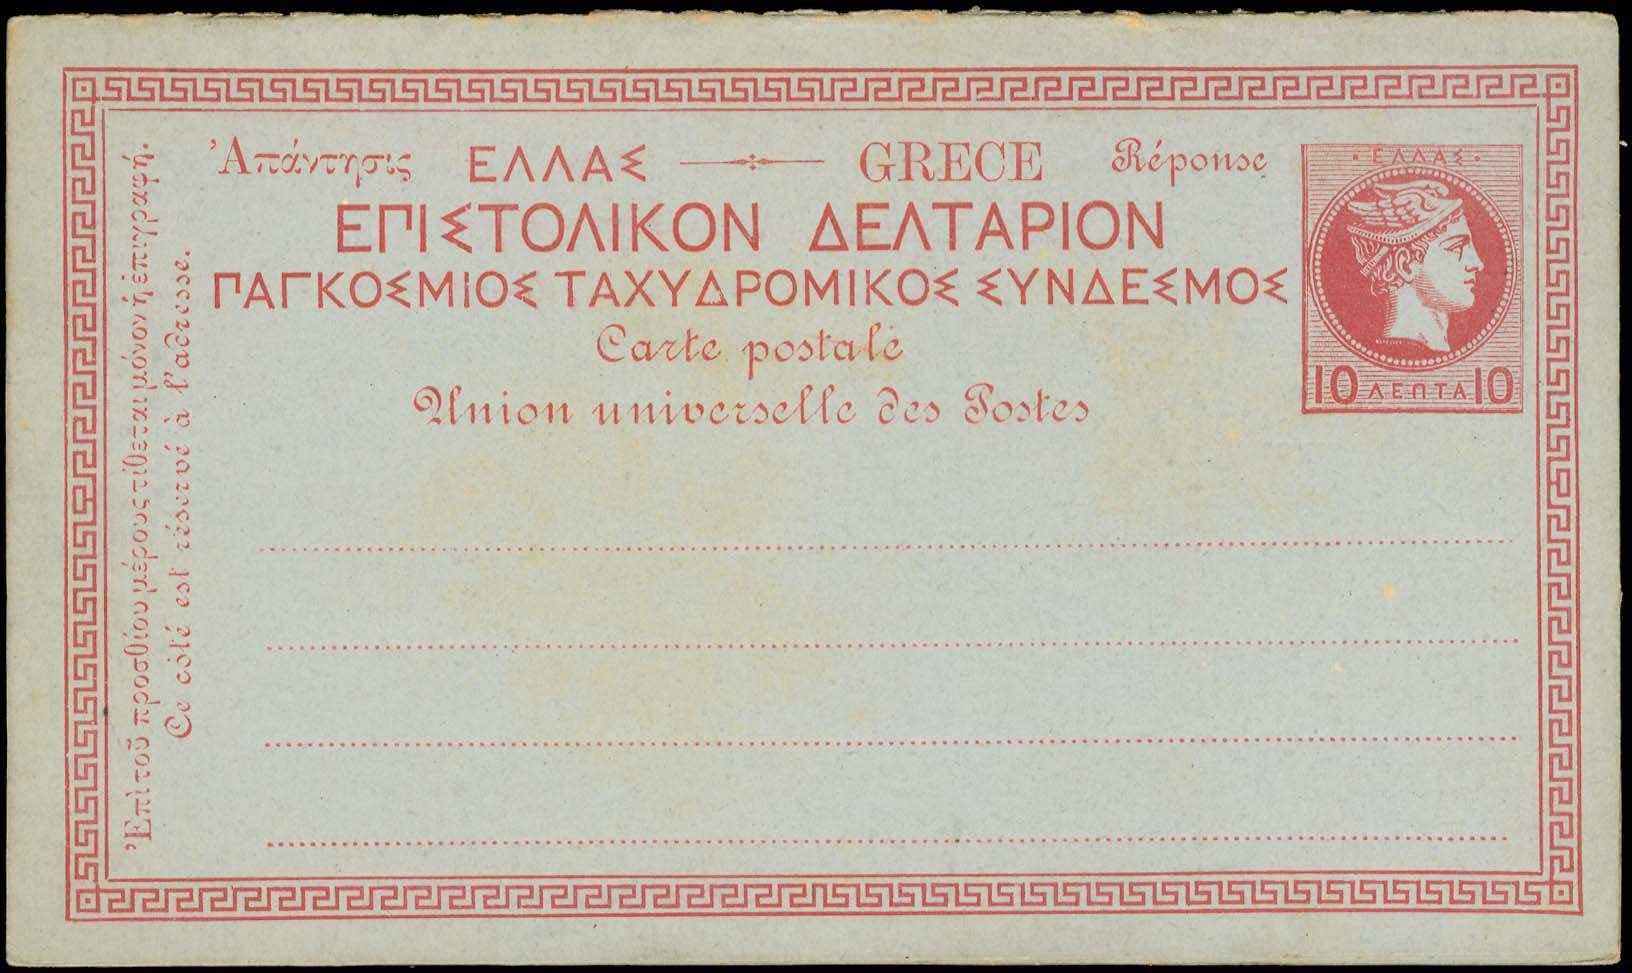 Ἀπάντησις ΕΛΛΑΣ GRECE Réponse
ΕΠΙΣΤΟΛΙΚΟΝ ΔΕΛΤΑΡΙΟΝ
ΠΑΓΚΟΣΜΙΟΣ ΤΑΧΥΔΡΟΜΙΚΟΣ ΣΥΝΔΕΣΜΟΣ
Carte postale
Union universelle des Postes
ΕΛΛΑΣ
10 ΛΕΠΤΑ 10
Ἐπὶ τοῦ προσθίου μέρους τίθεται μόνον ἡ ἐπιγραφή.
Ce côté est réservé à l'adresse.